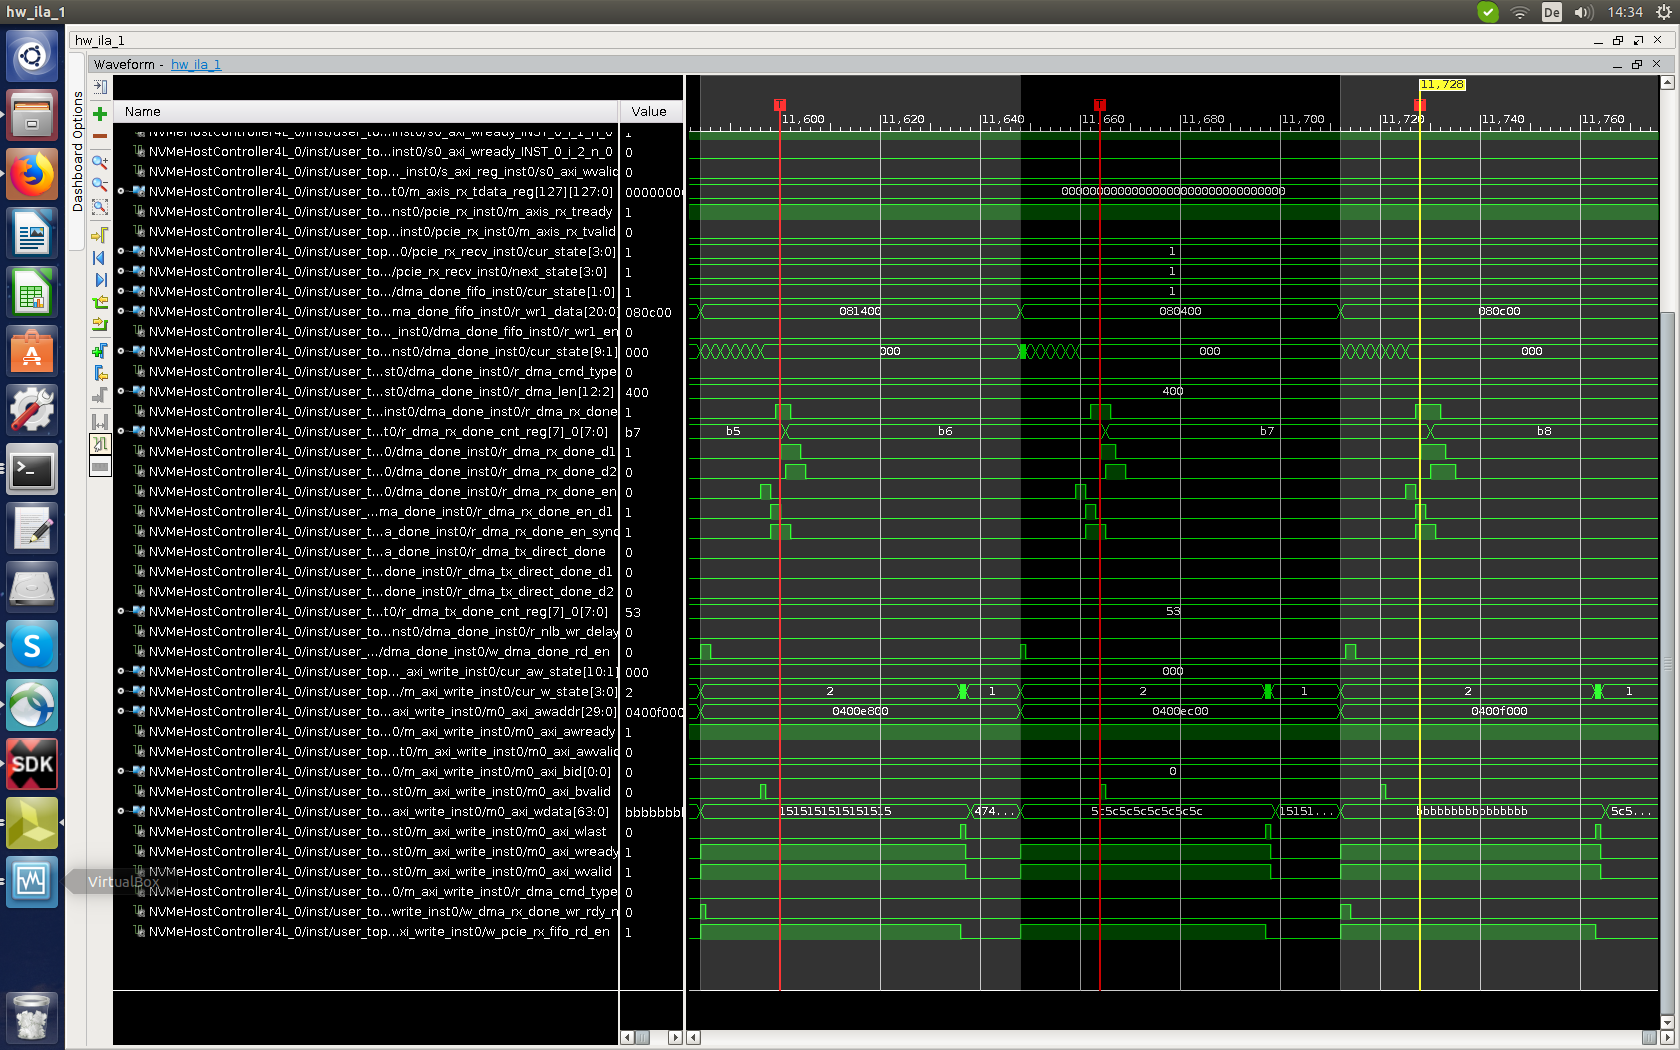 hw_ila_1
De
14:34
hw_ila_1
Dashboard Options
Waveform - hw_ila_1
11,728
Name Value
11,600 11,620 11,640 11,660 11,680 11,700 11,720 11,740 11,760
NVMeHostController4L_0/inst/user_to...inst0/s0_axi_wready_INST_0_i_1_n_0 1
NVMeHostController4L_0/inst/user_to...inst0/s0_axi_wready_INST_0_i_2_n_0 0
NVMeHostController4L_0/inst/user_top..._inst0/s_axi_reg_inst0/s0_axi_wvalid 0
NVMeHostController4L_0/inst/user_to...t0/m_axis_rx_tdata_reg[127][127:0] 00000000 00000000000000000000000000000000
NVMeHostController4L_0/inst/user_to...nst0/pcie_rx_inst0/m_axis_rx_tready 1
NVMeHostController4L_0/inst/user_top...inst0/pcie_rx_inst0/m_axis_rx_tvalid 0
NVMeHostController4L_0/inst/user_top...0/pcie_rx_recv_inst0/cur_state[3:0] 1 1
NVMeHostController4L_0/inst/user_to.../pcie_rx_recv_inst0/next_state[3:0] 1 1
NVMeHostController4L_0/inst/user_to.../dma_done_fifo_inst0/cur_state[1:0] 1 1
NVMeHostController4L_0/inst/user_to...ma_done_fifo_inst0/r_wr1_data[20:0] 080c00 081400 080400 080c00
NVMeHostController4L_0/inst/user_to..._inst0/dma_done_fifo_inst0/r_wr1_en 0
NVMeHostController4L_0/inst/user_to...nst0/dma_done_inst0/cur_state[9:1] 000 000 000 000
NVMeHostController4L_0/inst/user_to...st0/dma_done_inst0/r_dma_cmd_type 0
NVMeHostController4L_0/inst/user_to...st0/dma_done_inst0/r_dma_len[12:2] 400 400
NVMeHostController4L_0/inst/user_to...inst0/dma_done_inst0/r_dma_rx_done 1
NVMeHostController4L_0/inst/user_t...t0/r_dma_rx_done_cnt_reg[7]_0[7:0] b7 b5 b6 b7 b8
NVMeHostController4L_0/inst/user_to...0/dma_done_inst0/r_dma_rx_done_d1 1
NVMeHostController4L_0/inst/user_to...0/dma_done_inst0/r_dma_rx_done_d2 0
NVMeHostController4L_0/inst/user_to...0/dma_done_inst0/r_dma_rx_done_en 0
NVMeHostController4L_0/inst/user_...ma_done_inst0/r_dma_rx_done_en_d1 1
NVMeHostController4L_0/inst/user_t...a_done_inst0/r_dma_rx_done_en_sync 1
NVMeHostController4L_0/inst/user_t...a_done_inst0/r_dma_tx_direct_done 0
NVMeHostController4L_0/inst/user_t...done_inst0/r_dma_tx_direct_done_d1 0
NVMeHostController4L_0/inst/user_t...done_inst0/r_dma_tx_direct_done_d2 0
NVMeHostController4L_0/inst/user_t...t0/r_dma_tx_done_cnt_reg[7]_0[7:0] 53 53
NVMeHostController4L_0/inst/user_to...nst0/dma_done_inst0/r_nlb_wr_delay 0
NVMeHostController4L_0/inst/user_.../dma_done_inst0/w_dma_done_rd_en 0
NVMeHostController4L_0/inst/user_top..._axi_write_inst0/cur_aw_state[10:1] 000 000
NVMeHostController4L_0/inst/user_top.../m_axi_write_inst0/cur_w_state[3:0] 2 2 1 2 1 2 1
NVMeHostController4L_0/inst/user_to...axi_write_inst0/m0_axi_awaddr[29:0] 0400f000 0400e800 0400ec00 0400f000
NVMeHostController4L_0/inst/user_to...0/m_axi_write_inst0/m0_axi_awready 1
NVMeHostController4L_0/inst/user_top...t0/m_axi_write_inst0/m0_axi_awvalid 0
NVMeHostController4L_0/inst/user_to...0/m_axi_write_inst0/m0_axi_bid[0:0] 0 0
NVMeHostController4L_0/inst/user_to...st0/m_axi_write_inst0/m0_axi_bvalid 0
NVMeHostController4L_0/inst/user_to...axi_write_inst0/m0_axi_wdata[63:0] bbbbbbbb 1515151515151515 474... 5c5c5c5c5c5c5c5c 15151... bbbbbbbbbbbbbbbb 5c5...
NVMeHostController4L_0/inst/user_to...st0/m_axi_write_inst0/m0_axi_wlast 0
NVMeHostController4L_0/inst/user_to...st0/m_axi_write_inst0/m0_axi_wready 1
NVMeHostController4L_0/inst/user_to...st0/m_axi_write_inst0/m0_axi_wvalid 1
NVMeHostController4L_0/inst/user_to...0/m_axi_write_inst0/r_dma_cmd_type 0
NVMeHostController4L_0/inst/user_to...write_inst0/w_dma_rx_done_wr_rdy_n 0
NVMeHostController4L_0/inst/user_top...xi_write_inst0/w_pcie_rx_fifo_rd_en 1
SDK
VirtualBox